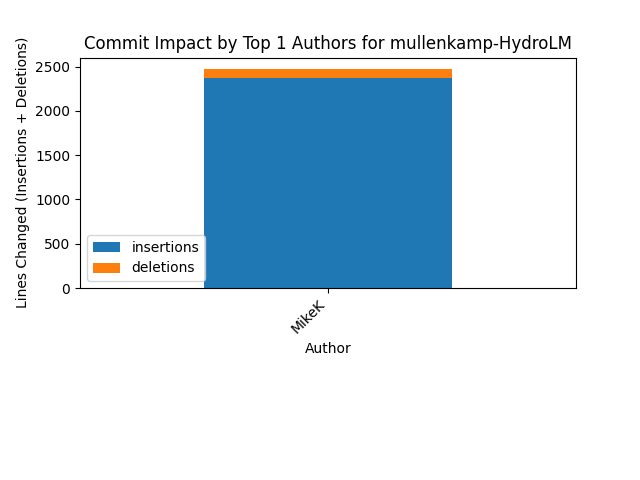 Commit Impact by Top 1 Authors for mullenkamp-HydroLM
Lines Changed (Insertions + Deletions)
2500
2000
1500
1000
500
0
insertions
deletions
MikeK
Author